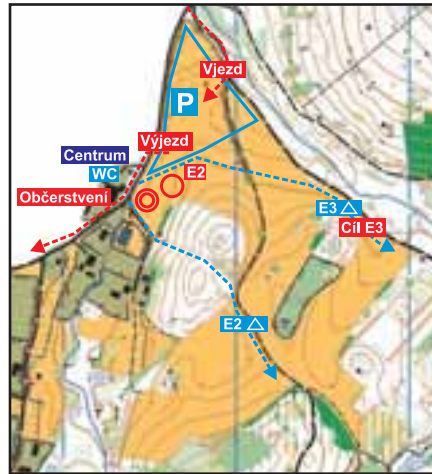 Vjezd
P
Výjezd
Centrum
WC
E2
Občerstvení
E3
Cíl E3
E2